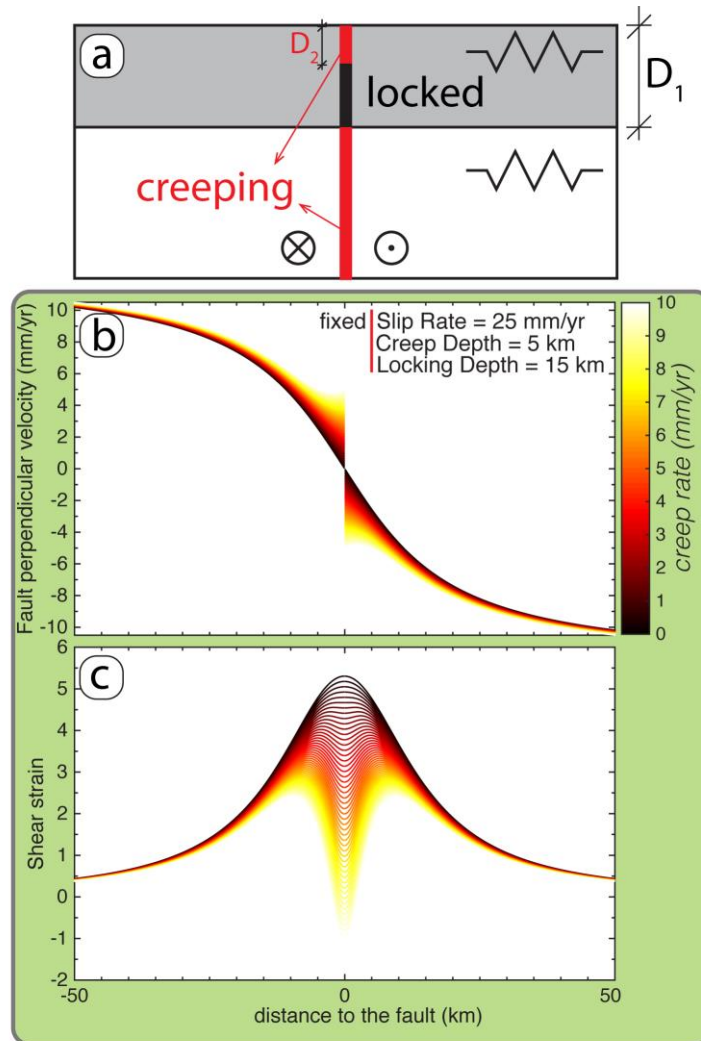 a
D2
D1
locked
creeping
b
fixed
Slip Rate = 25 mm/yr
Creep Depth = 5 km
Locking Depth = 15 km
Fault perpendicular velocity (mm/yr)
10
8
6
4
2
0
-2
-4
-6
-8
-10
10
9
8
7
6
5
4
3
2
1
0
creep rate (mm/yr)
c
Shear strain
6
5
4
3
2
1
0
-1
-2
-50
0
50
distance to the fault (km)